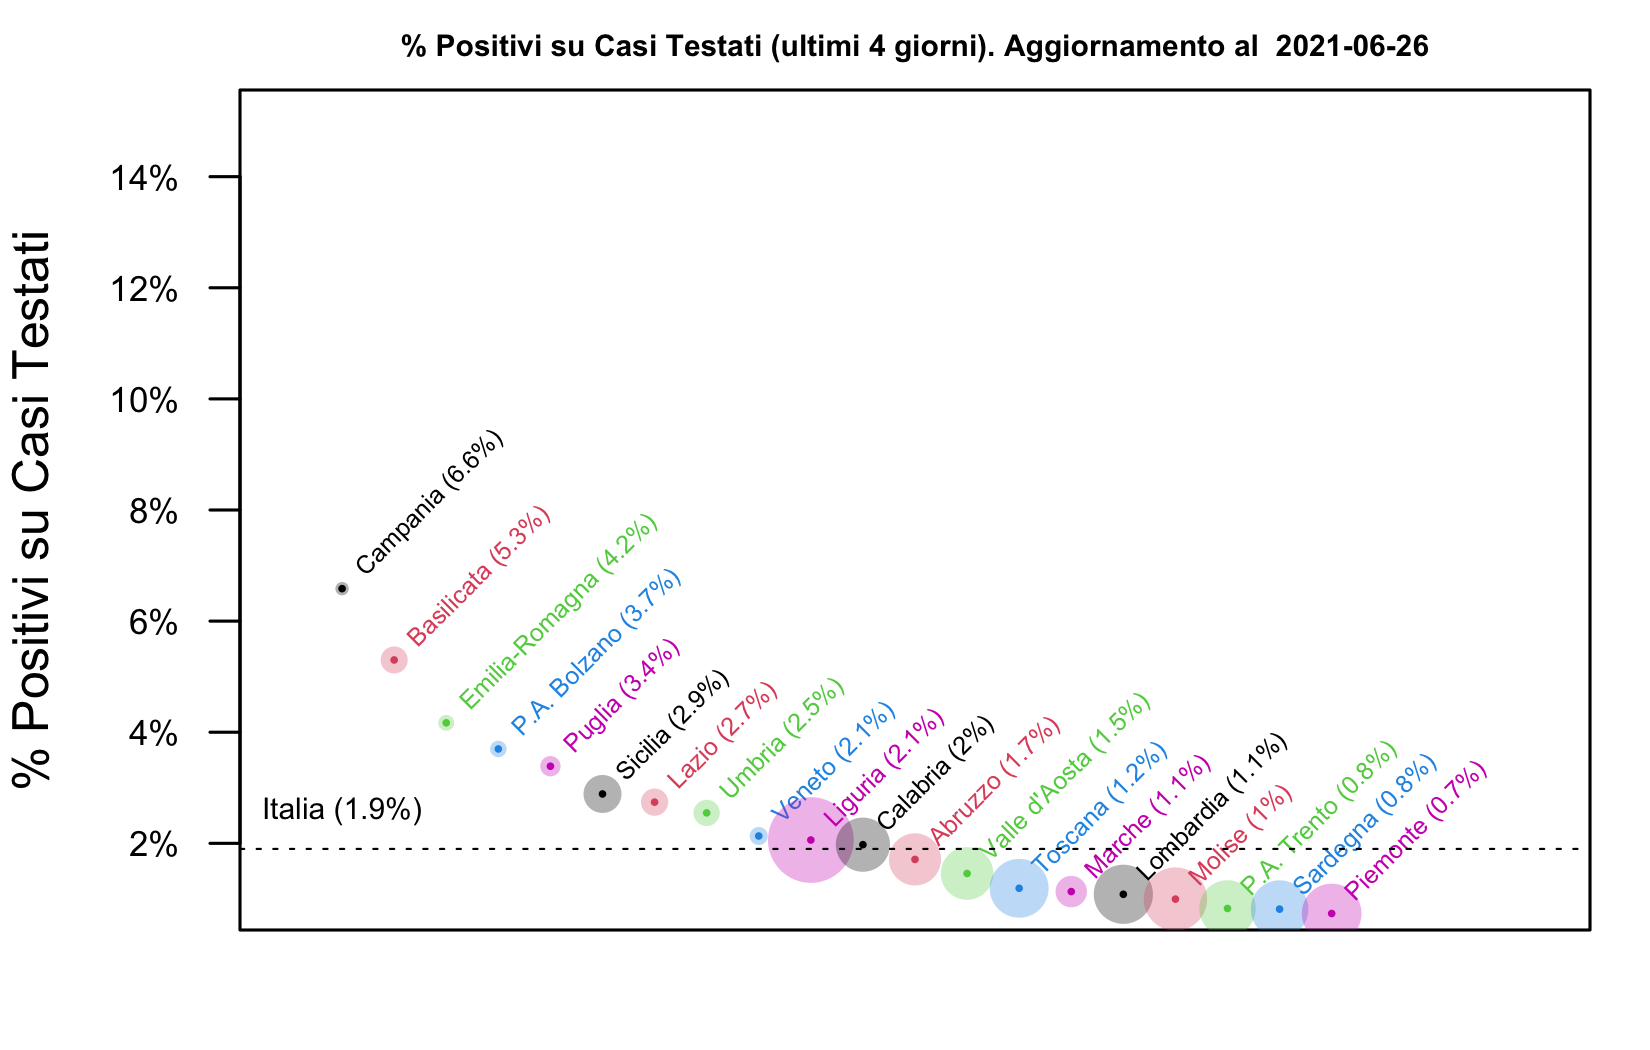 % Positivi su Casi Testati (ultimi 4 giorni). Aggiornamento al  2021-06-26
% Positivi su Casi Testati
14%
12%
10%
8%
6%
4%
2%
Italia (1.9%)
Campania (6.6%)
Basilicata (5.3%)
Emilia-Romagna (4.2%)
P.A. Bolzano (3.7%)
Puglia (3.4%)
Sicilia (2.9%)
Lazio (2.7%)
Umbria (2.5%)
Veneto (2.1%)
Liguria (2.1%)
Calabria (2%)
Abruzzo (1.7%)
Valle d'Aosta (1.5%)
Toscana (1.2%)
Marche (1.1%)
Lombardia (1.1%)
Molise (1%)
P.A. Trento (0.8%)
Sardegna (0.8%)
Piemonte (0.7%)